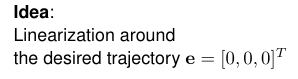 Idea:
Linearization around
the desired trajectory e = [0, 0, 0]^T